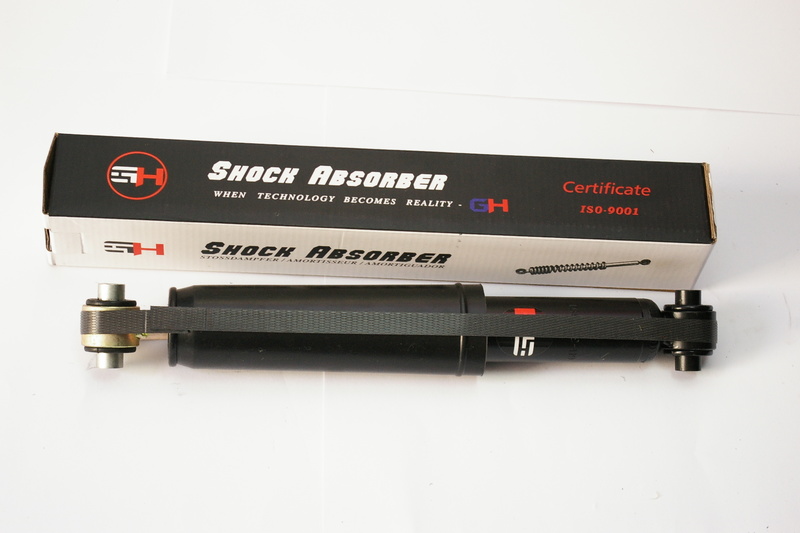 GH
SHOCK ABSORBER
WHEN TECHNOLOGY BECOMES REALITY - GH
Certificate
ISO-9001
GH
SHOCK ABSORBER
STOSSDAMPFER / AMORTISSEUR / AMORTIGUADOR